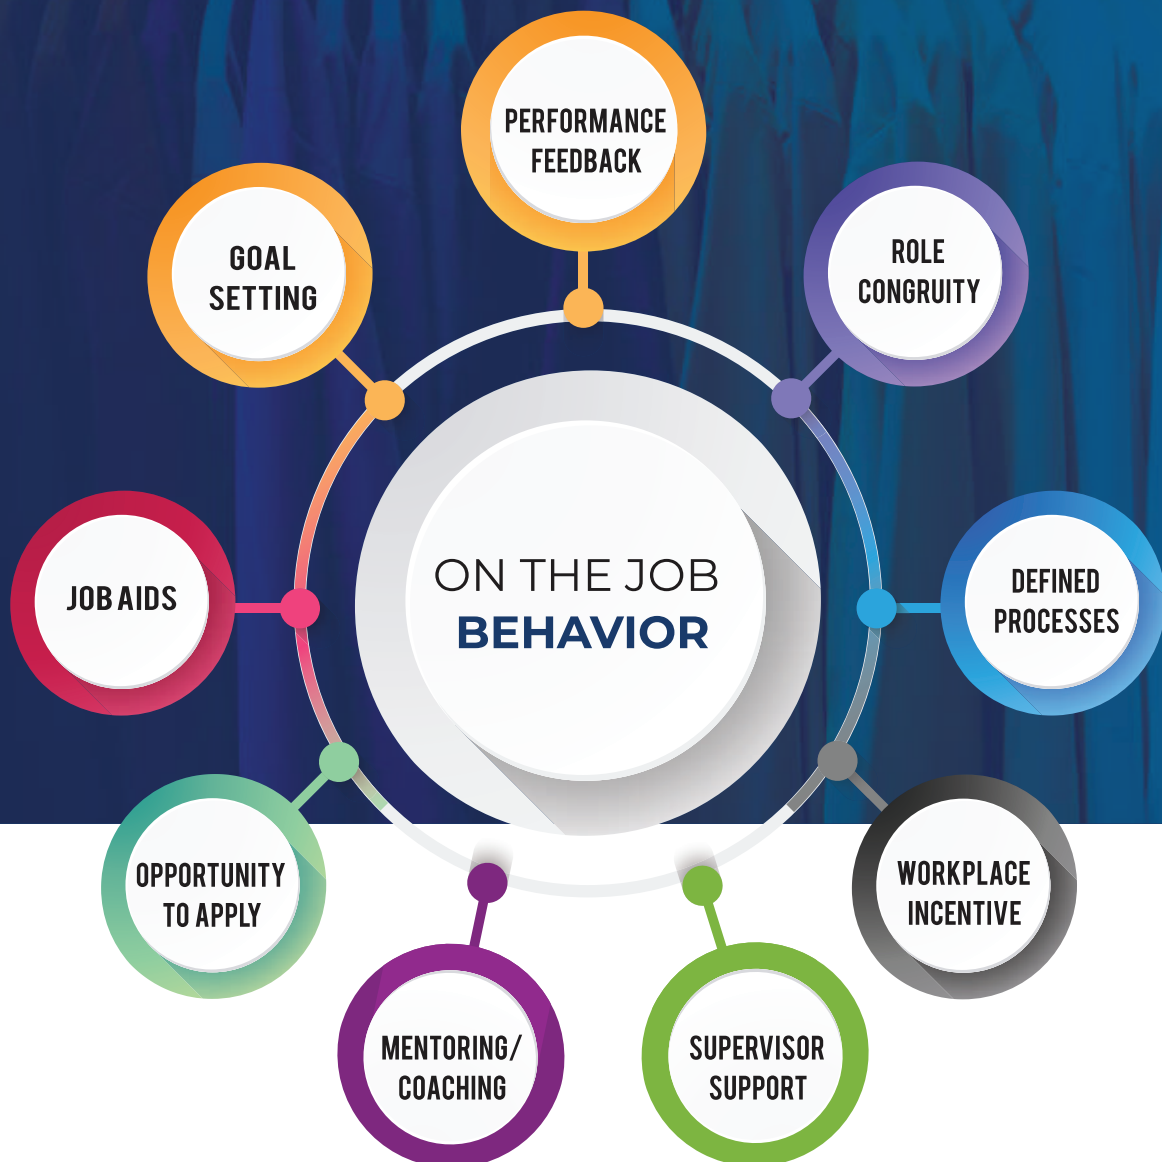 PERFORMANCE
FEEDBACK
GOAL
SETTING
ROLE
CONGRUITY
JOB AIDS
ON THE JOB
BEHAVIOR
DEFINED
PROCESSES
OPPORTUNITY
TO APPLY
WORKPLACE
INCENTIVE
MENTORING/
COACHING
SUPERVISOR
SUPPORT